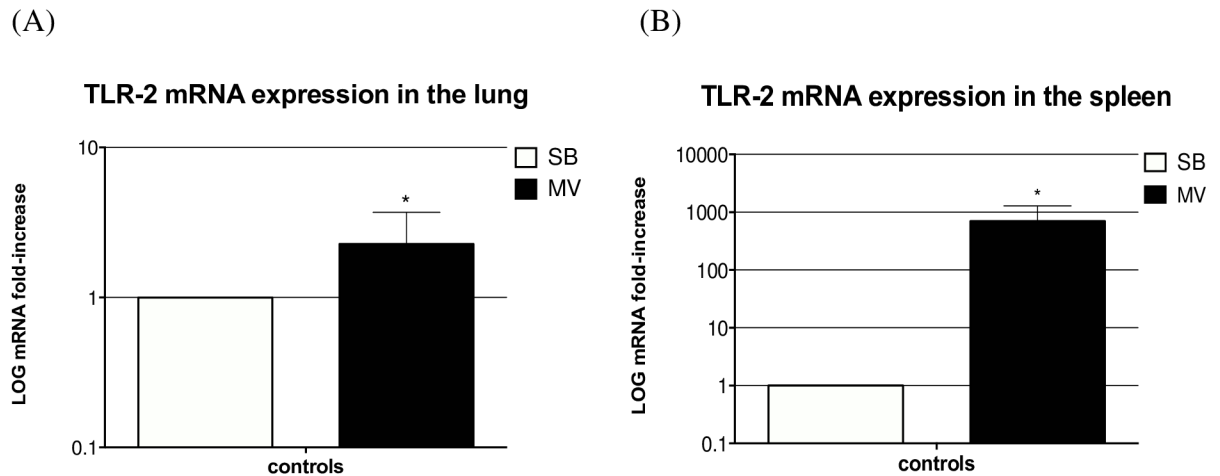 (A)
TLR-2 mRNA expression in the lung
LOG mRNA fold-increase
10
1
0.1
*
controls
SB
MV
(B)
TLR-2 mRNA expression in the spleen
LOG mRNA fold-increase
10000
1000
100
10
1
0.1
*
controls
SB
MV